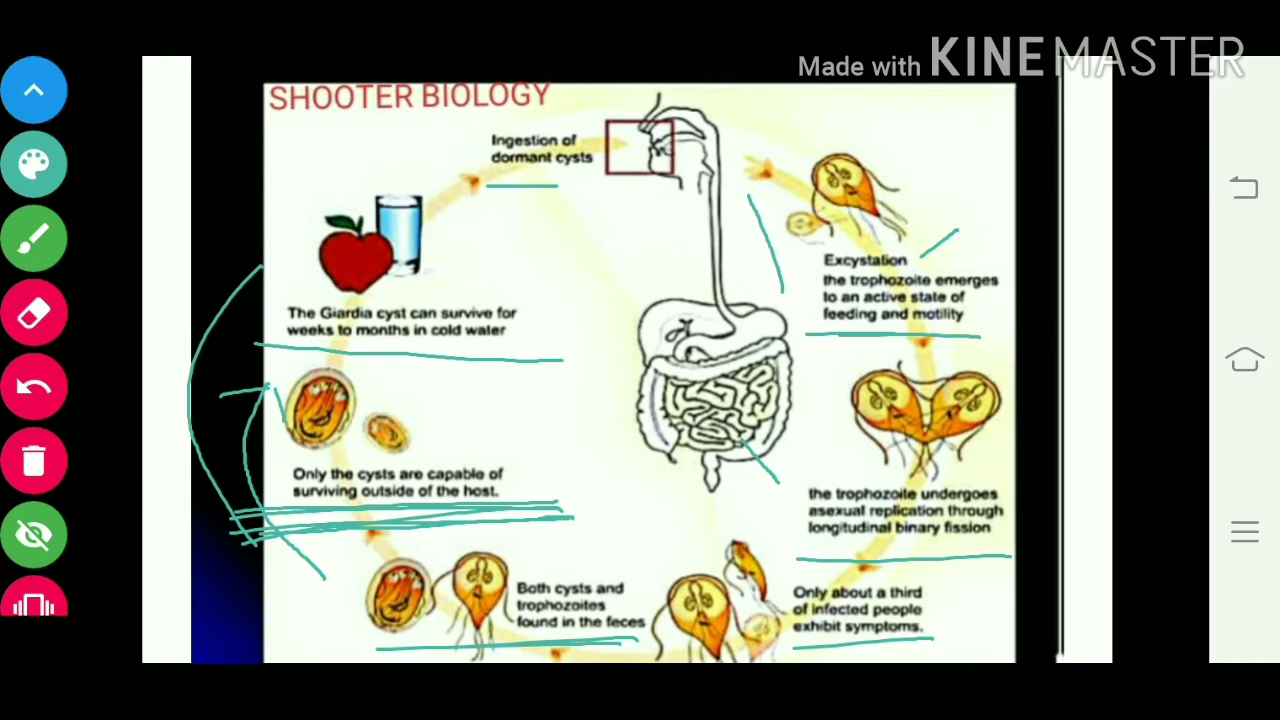 Made with KINEMASTER
SHOOTER BIOLOGY
Ingestion of
dormant cysts
Excystation
the trophozoite emerges
to an active state of
feeding and motility
The Giardia cyst can survive for
weeks to months in cold water
Only the cysts are capable of
surviving outside of the host.
the trophozoite undergoes
asexual replication through
longitudinal binary fission
Both cysts and
trophozoites
found in the feces
Only about a third
of infected people
exhibit symptoms.